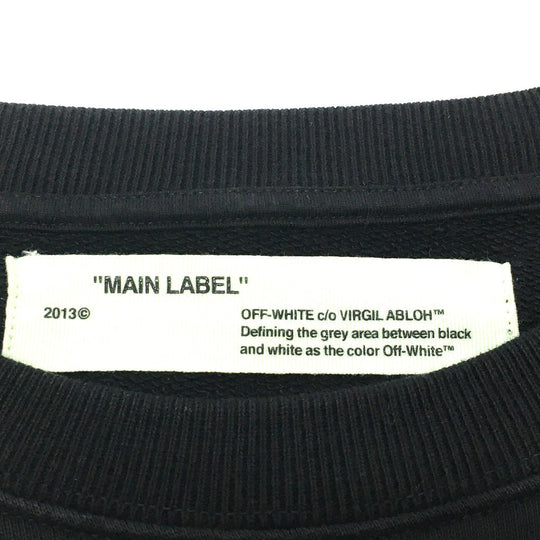 "MAIN LABEL"
2013©
OFF-WHITE c/o VIRGIL ABLOH™
Defining the grey area between black
and white as the color Off-White™